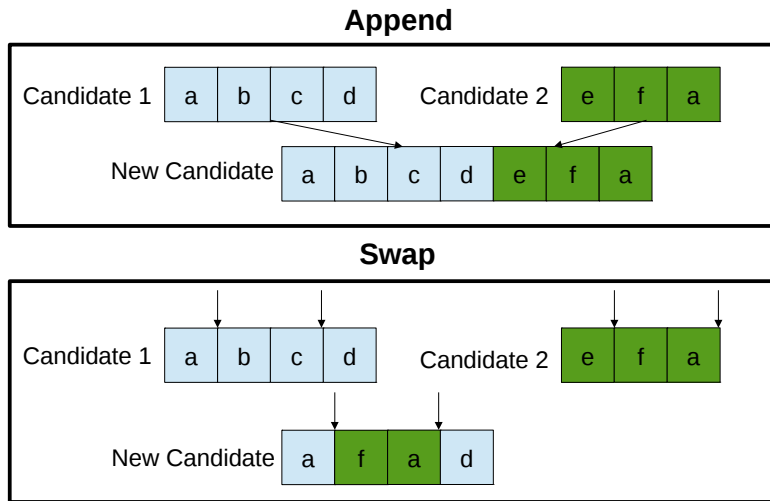 Append
Candidate 1 a b c d Candidate 2 e f a
New Candidate a b c d e f a
Swap
Candidate 1 a b c d Candidate 2 e f a
New Candidate a f a d